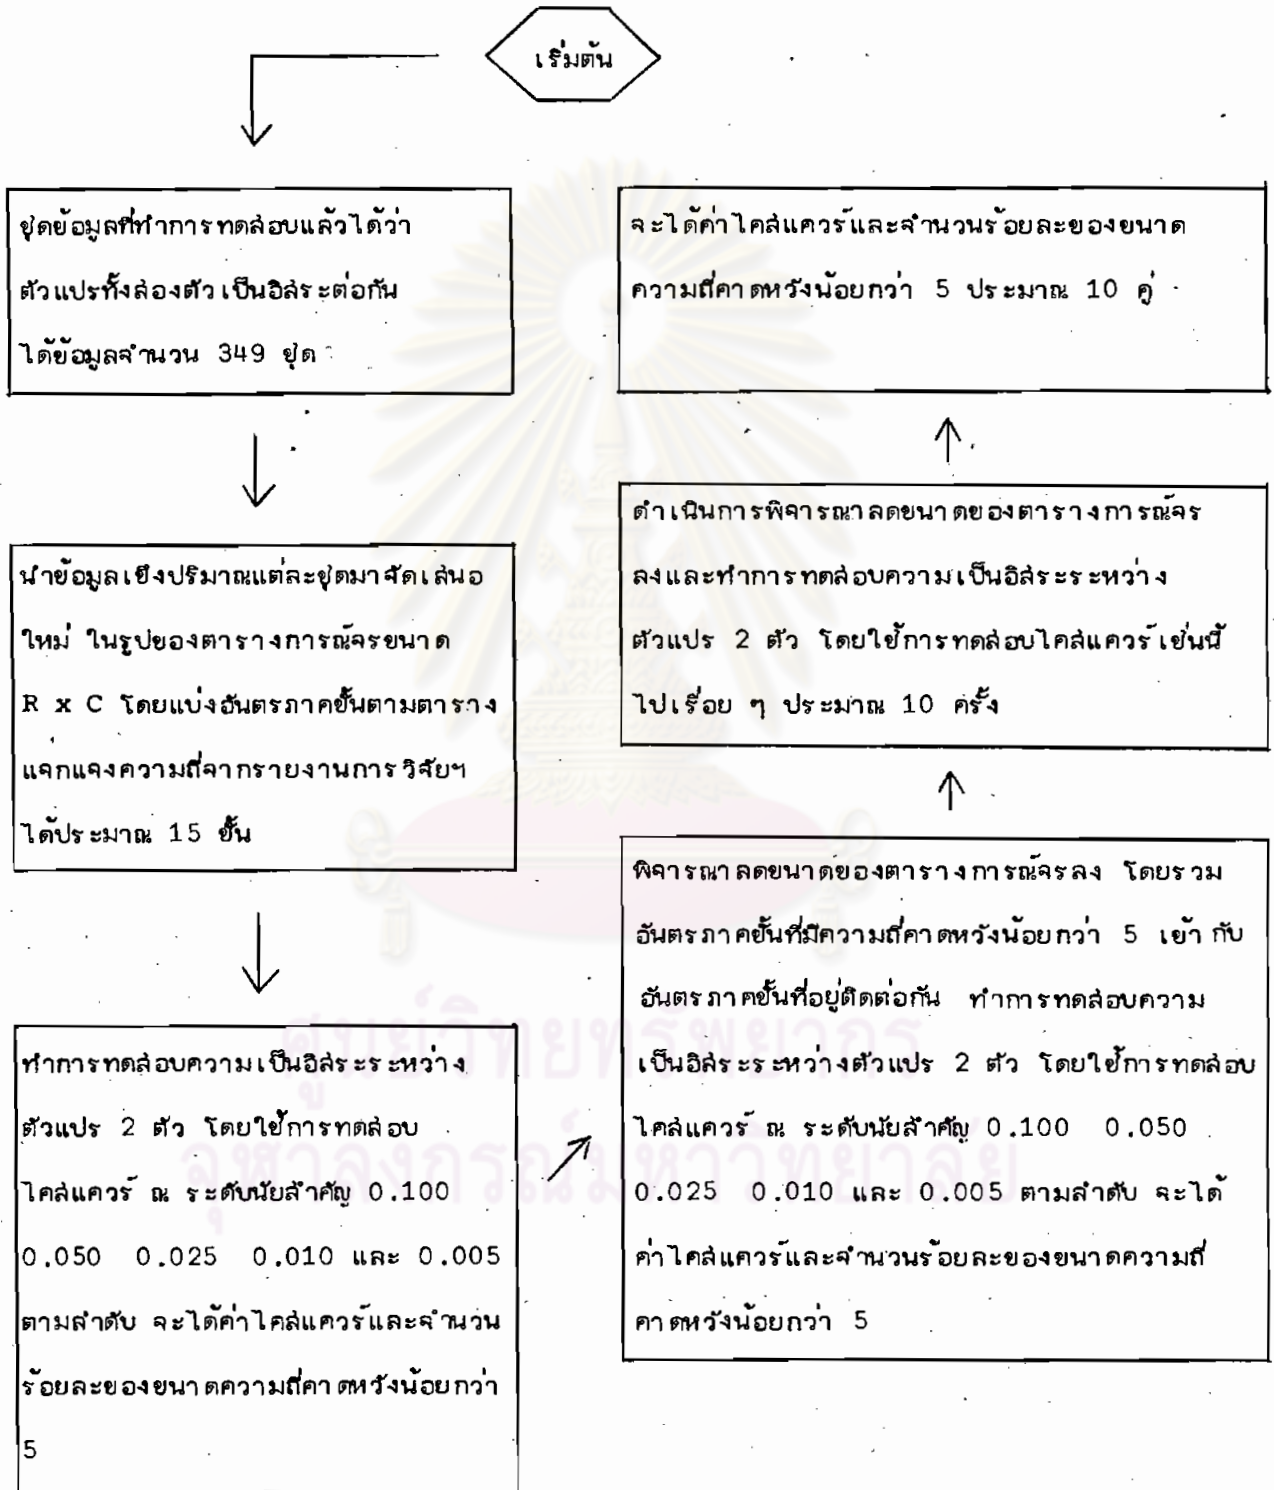 เริ่มต้น
ชุดข้อมูลที่ทำการทดสอบแล้วได้ว่า
ตัวแปรทั้งสองตัวเป็นอิสระต่อกัน
ได้ข้อมูลจำนวน 349 ชุด
นำข้อมูลเชิงปริมาณแต่ละชุดมาจัดเสนอ
ใหม่ ในรูปของตารางการณ์จรขนาด
R x C โดยแบ่งอันตรภาคชั้นตามตาราง
แจกแจงความถี่จากรายงานการวิจัยฯ
ได้ประมาณ 15 ชั้น
ทำการทดสอบความเป็นอิสระระหว่าง
ตัวแปร 2 ตัว โดยใช้การทดสอบ
ไคสแควร์ ณ ระดับนัยสำคัญ 0.100
0.050 0.025 0.010 และ 0.005
ตามลำดับ จะได้ค่าไคสแควร์และจำนวน
ร้อยละของขนาดความถี่คาดหวังน้อยกว่า
5
พิจารณาลดขนาดของตารางการณ์จรลง โดยรวม
อันตรภาคชั้นที่มีความถี่คาดหวังน้อยกว่า 5 เข้ากับ
อันตรภาคชั้นที่อยู่ติดต่อกัน ทำการทดสอบความ
เป็นอิสระระหว่างตัวแปร 2 ตัว โดยใช้การทดสอบ
ไคสแควร์ ณ ระดับนัยสำคัญ 0.100 0.050
0.025 0.010 และ 0.005 ตามลำดับ จะได้
ค่าไคสแควร์และจำนวนร้อยละของขนาดความถี่
คาดหวังน้อยกว่า 5
ดำเนินการพิจารณาลดขนาดของตารางการณ์จร
ลงและทำการทดสอบความเป็นอิสระระหว่าง
ตัวแปร 2 ตัว โดยใช้การทดสอบไคสแควร์เช่นนี้
ไปเรื่อย ๆ ประมาณ 10 ครั้ง
จะได้ค่าไคสแควร์และจำนวนร้อยละของขนาด
ความถี่คาดหวังน้อยกว่า 5 ประมาณ 10 คู่
ศูนย์วิทยทรัพยากร
จุฬาลงกรณ์มหาวิทยาลัย